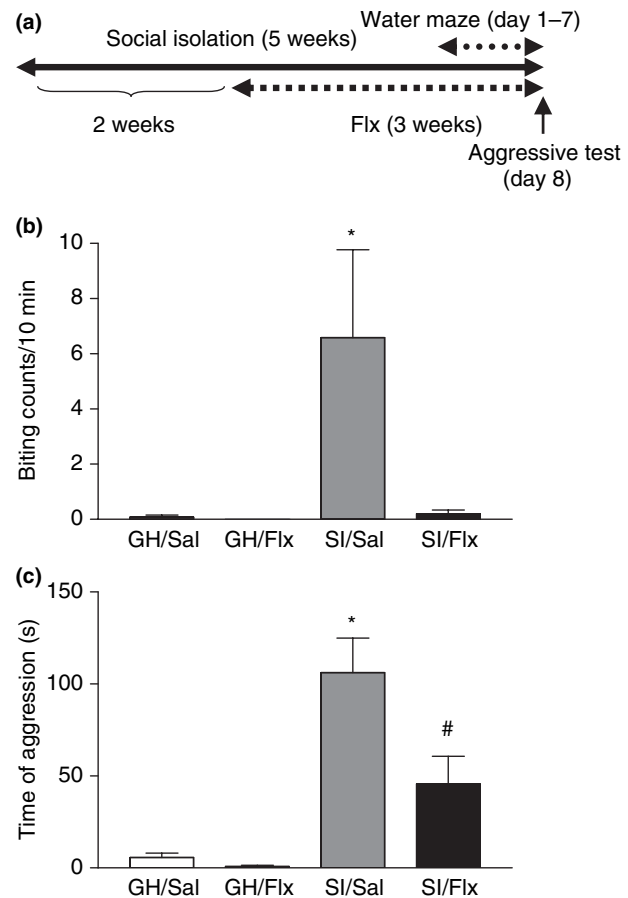 (a)
Water maze (day 1–7)
Social isolation (5 weeks)
2 weeks
Flx (3 weeks)
Aggressive test
(day 8)
(b)
Biting counts/10 min
10
8
6
4
2
0
*
GH/Sal GH/Flx SI/Sal SI/Flx
(c)
Time of aggression (s)
150
100
50
0
*
#
GH/Sal GH/Flx SI/Sal SI/Flx